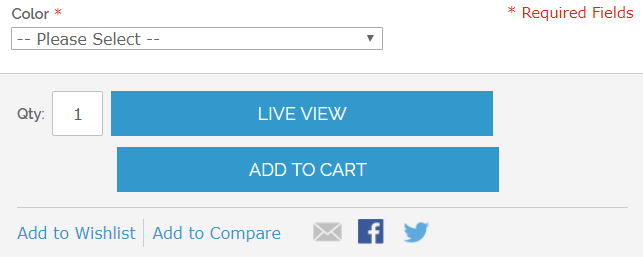 Color *
* Required Fields
-- Please Select --
Qty: 1 LIVE VIEW
ADD TO CART
Add to Wishlist Add to Compare